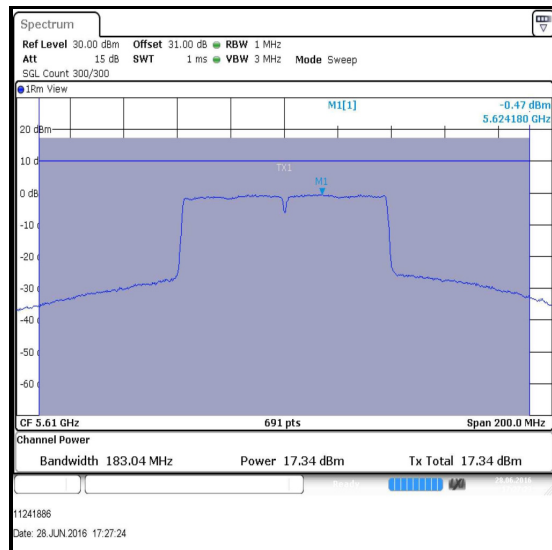 Spectrum
Ref Level 30.00 dBm Offset 31.00 dB RBW 1 MHz
Att 15 dB SWT 1 ms VBW 3 MHz Mode Sweep
SGL Count 300/300
1Rm View
M1[1] -0.47 dBm
5.624180 GHz
20 dBm
10 d
TX1
M1
0 dB
-10
-20
-30
-40
-50
-60
CF 5.61 GHz 691 pts Span 200.0 MHz
Channel Power
Bandwidth 183.04 MHz Power 17.34 dBm Tx Total 17.34 dBm
Ready 28.06.2016
11241886
Date: 28.JUN.2016 17:27:24